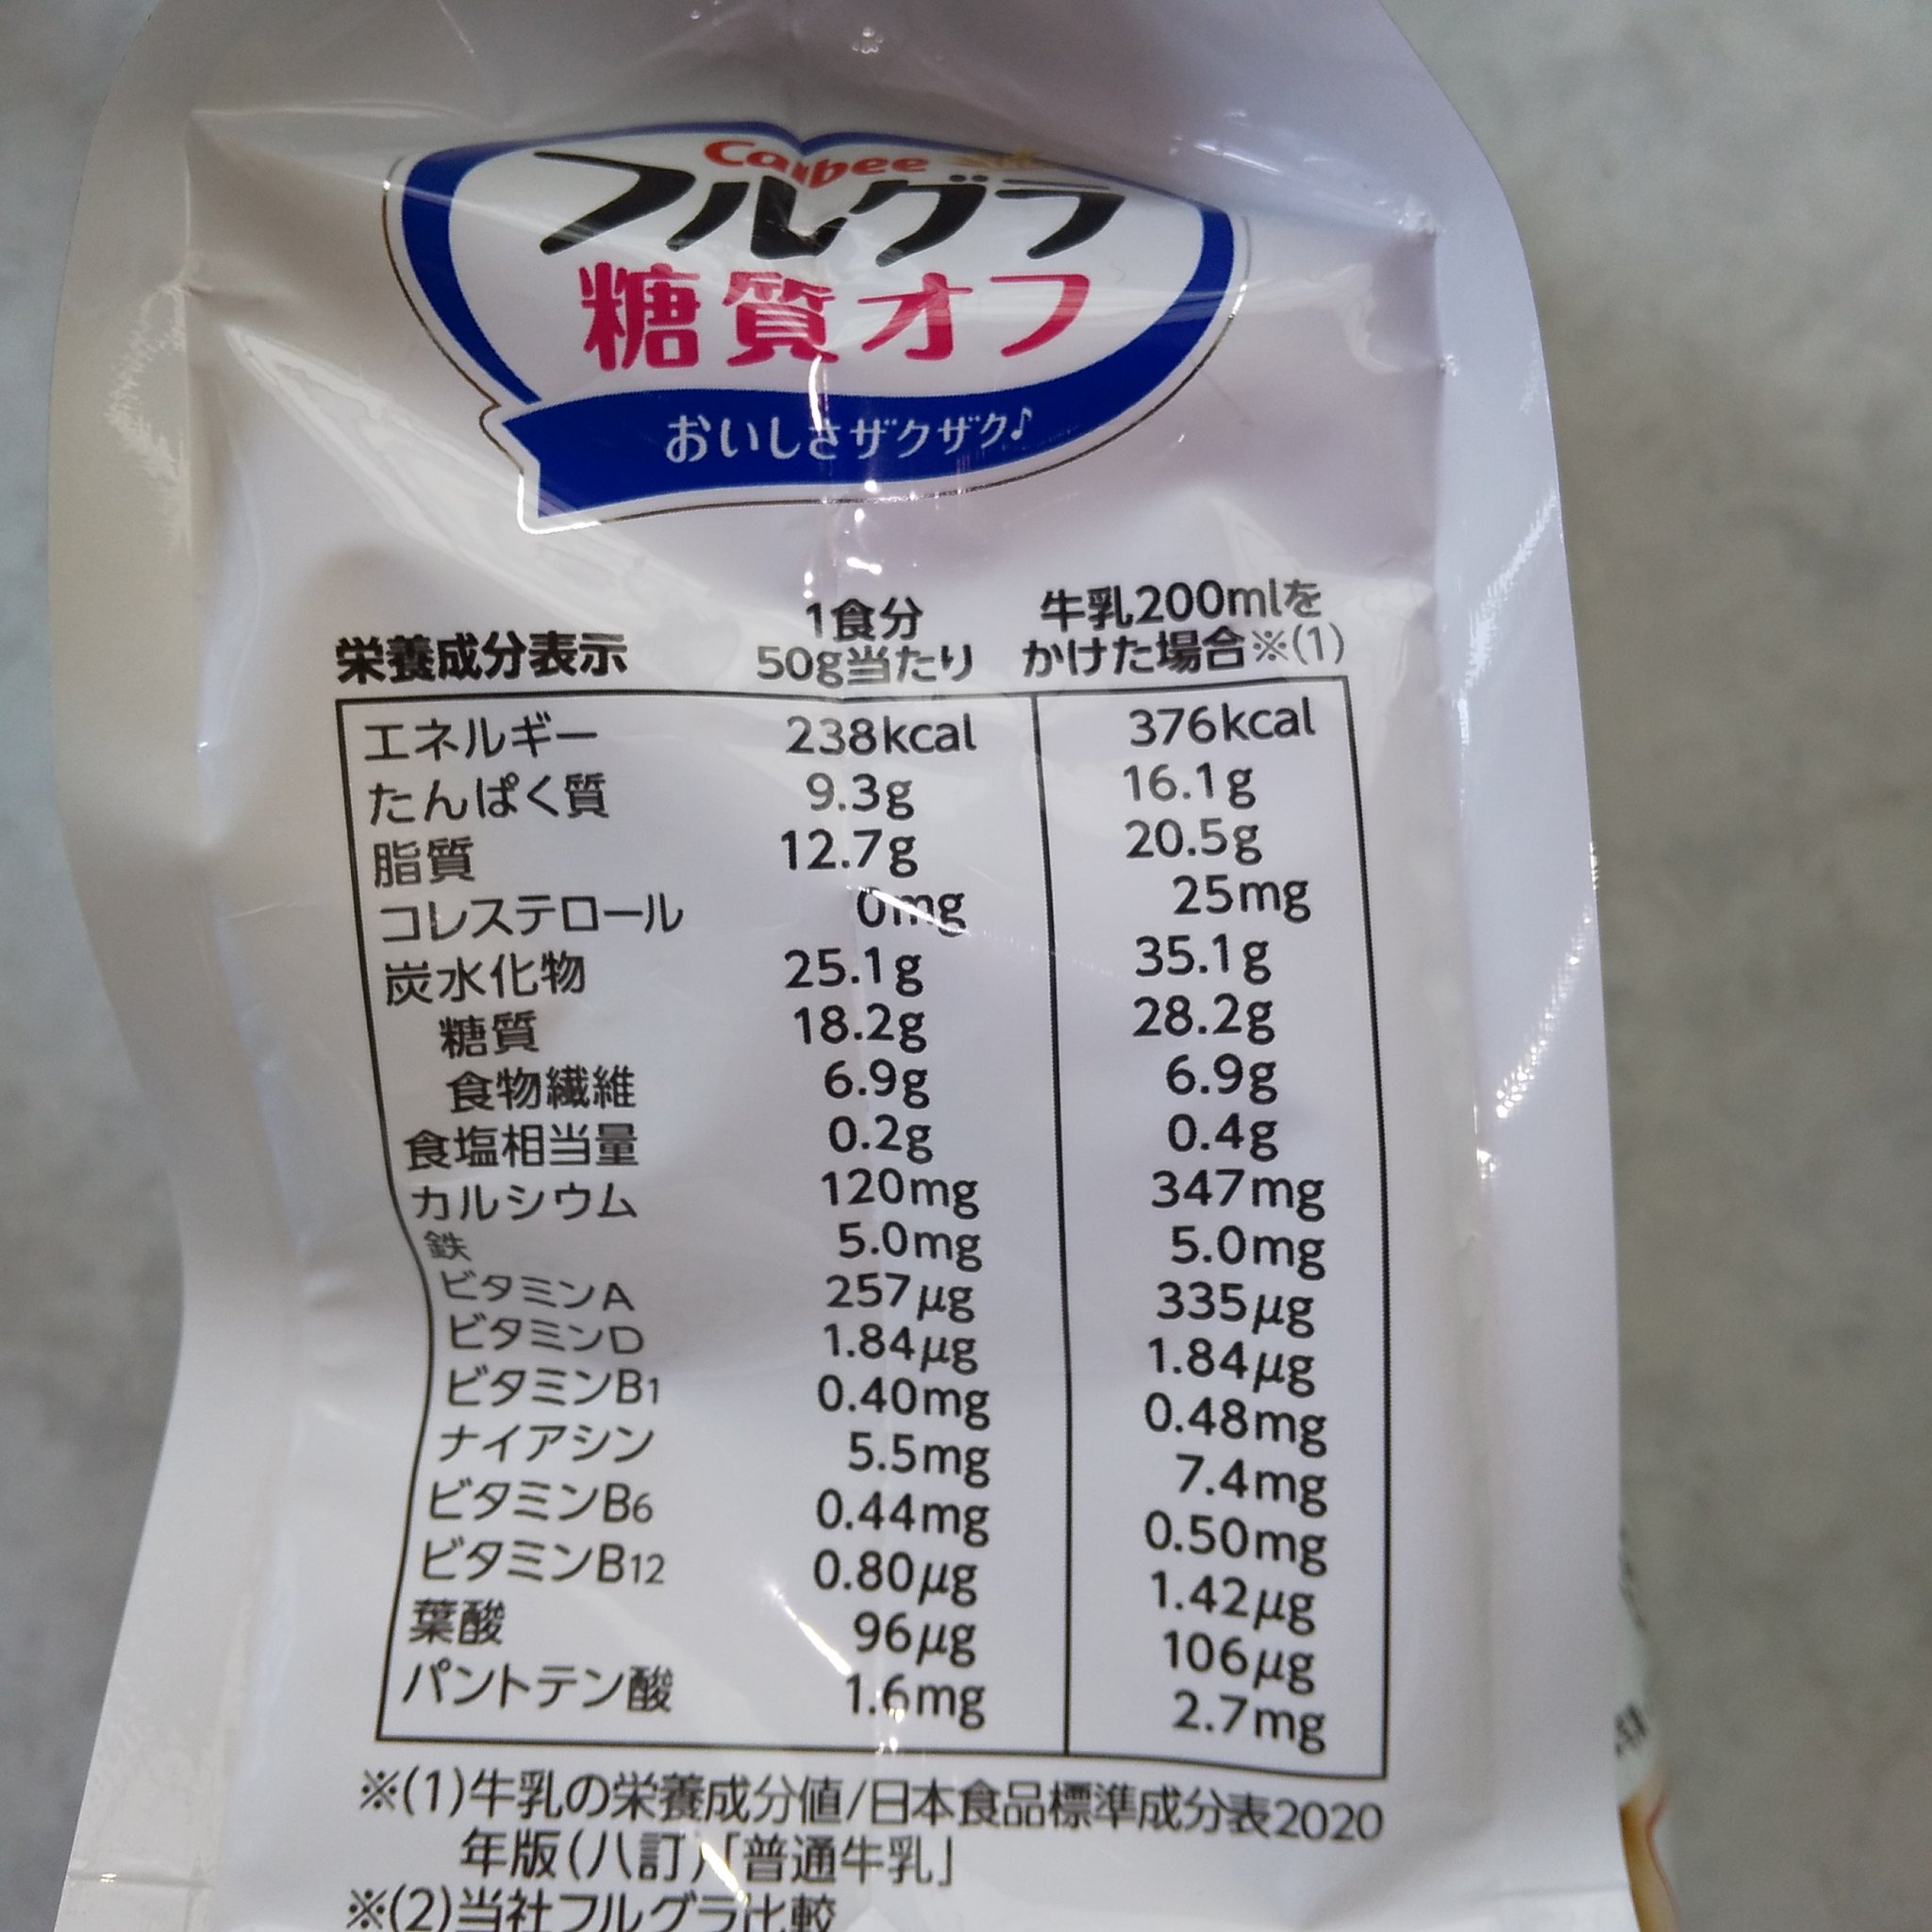 Calbee
フルグラ
糖質オフ
おいしさザクザク♪
栄養成分表示 1食分 50g当たり 牛乳200mlを かけた場合※(1)
エネルギー 238kcal 376kcal
たんぱく質 9.3g 16.1g
脂質 12.7g 20.5g
コレステロール 0mg 25mg
炭水化物 25.1g 35.1g
糖質 18.2g 28.2g
食物繊維 6.9g 6.9g
食塩相当量 0.2g 0.4g
カルシウム 120mg 347mg
鉄 5.0mg 5.0mg
ビタミンA 257μg 335μg
ビタミンD 1.84μg 1.84μg
ビタミンB1 0.40mg 0.48mg
ナイアシン 5.5mg 7.4mg
ビタミンB6 0.44mg 0.50mg
ビタミンB12 0.80μg 1.42μg
葉酸 96μg 106μg
パントテン酸 1.6mg 2.7mg
※(1)牛乳の栄養成分値/日本食品標準成分表2020
年版(八訂)「普通牛乳」
※(2)当社フルグラ比較